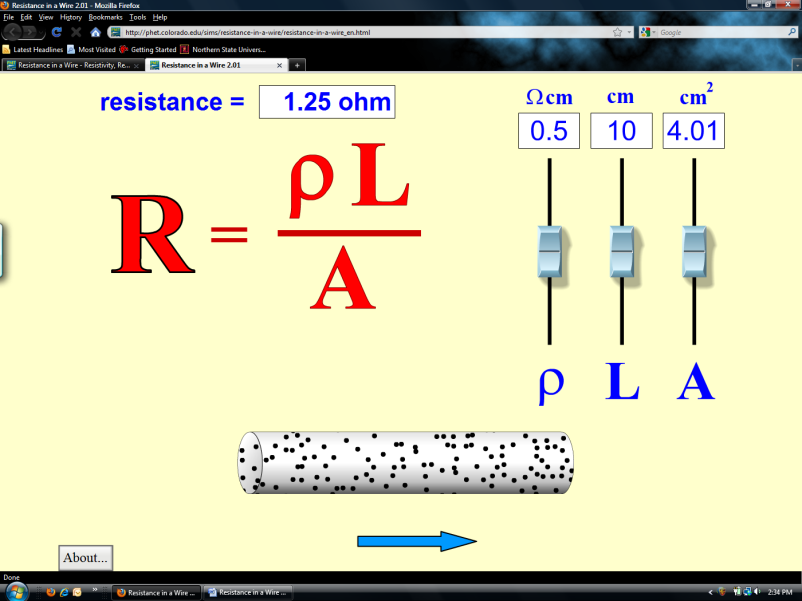 Resistance in a Wire 2.01 - Mozilla Firefox
File Edit View History Bookmarks Tools Help
http://phet.colorado.edu/sims/resistance-in-a-wire/resistance-in-a-wire_en.html
Google
Latest Headlines Most Visited Getting Started Northern State Univers...
Resistance in a Wire - Resistivity, Re... Resistance in a Wire 2.01
resistance = 1.25 ohm
Ωcm cm cm²
0.5 10 4.01
R = ρ L / A
ρ L A
About...
Done
Resistance in a Wire ... Resistance in a Wire ... 2:34 PM